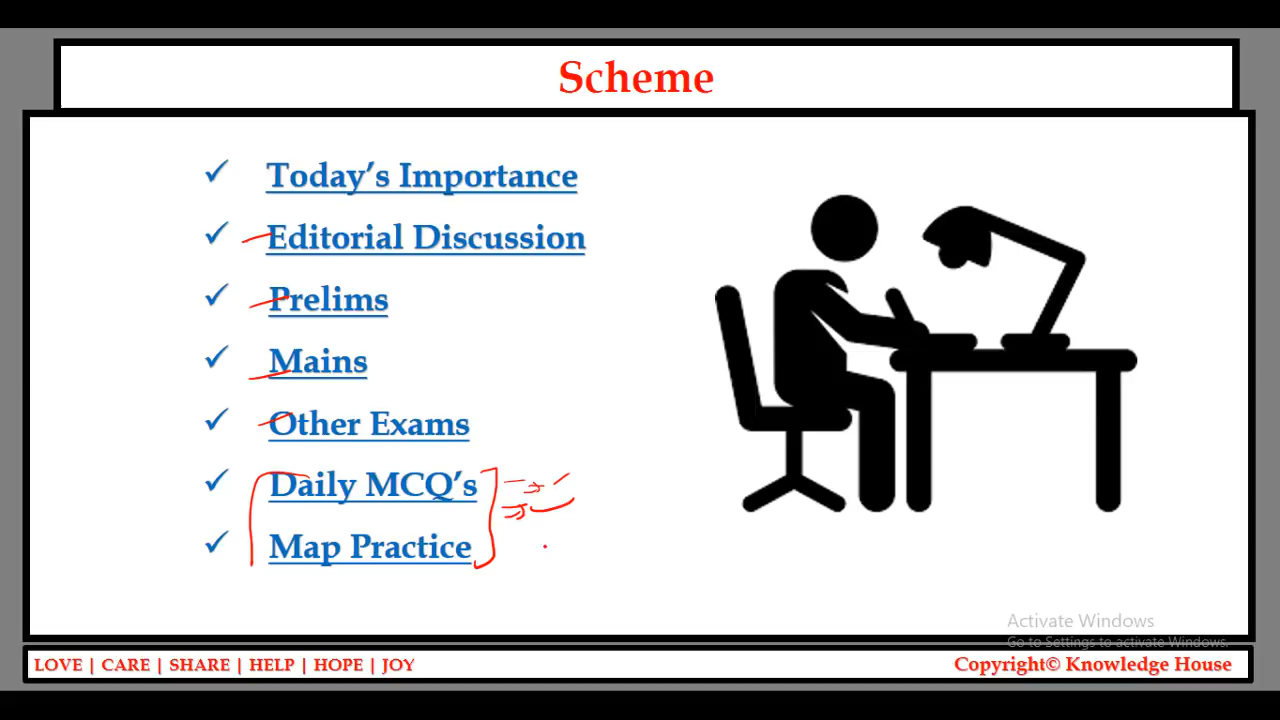 Scheme
Today's Importance
Editorial Discussion
Prelims
Mains
Other Exams
Daily MCQ's
Map Practice
Activate Windows
Go to Settings to activate Windows.
LOVE | CARE | SHARE | HELP | HOPE | JOY
Copyright© Knowledge House